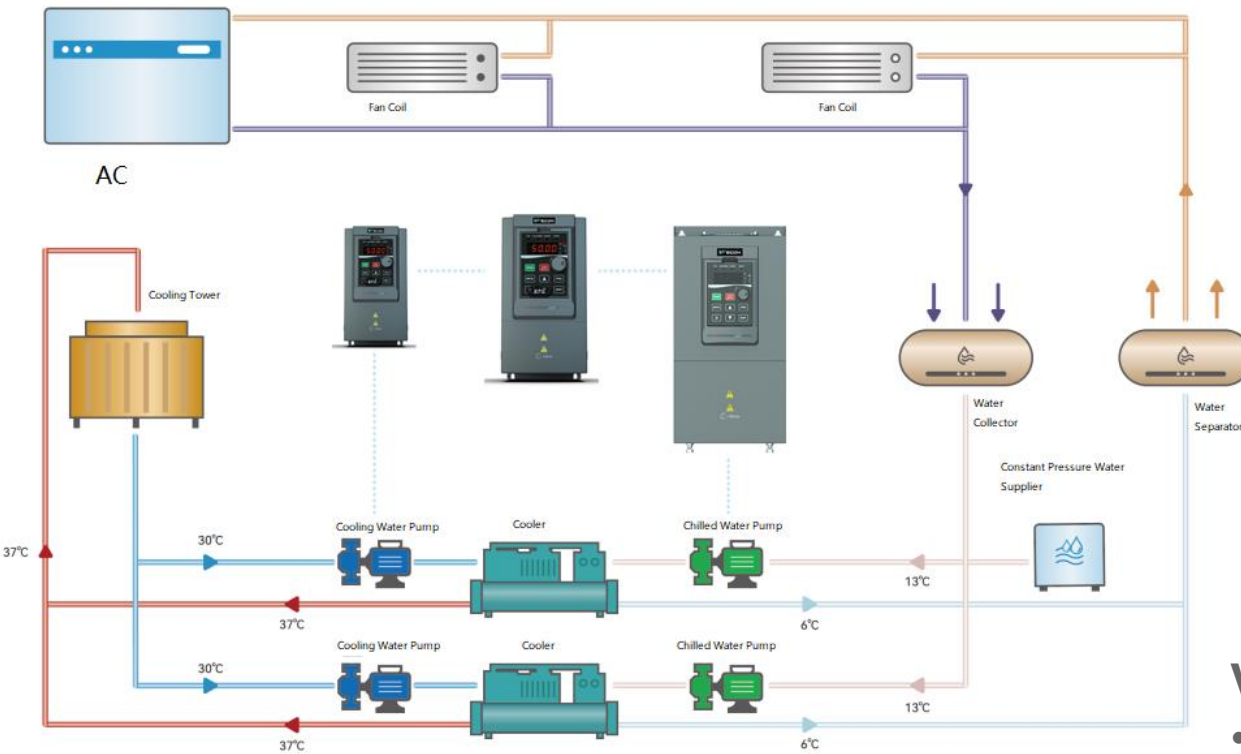 Fan Coil
Fan Coil
AC
50.00
Cooling Tower
Water
Collector
Water
Separator
Constant Pressure Water
Supplier
Cooling Water Pump
Cooler
Chilled Water Pump
30℃
37℃
13℃
37℃
6℃
Cooling Water Pump
Cooler
Chilled Water Pump
30℃
13℃
37℃
6℃